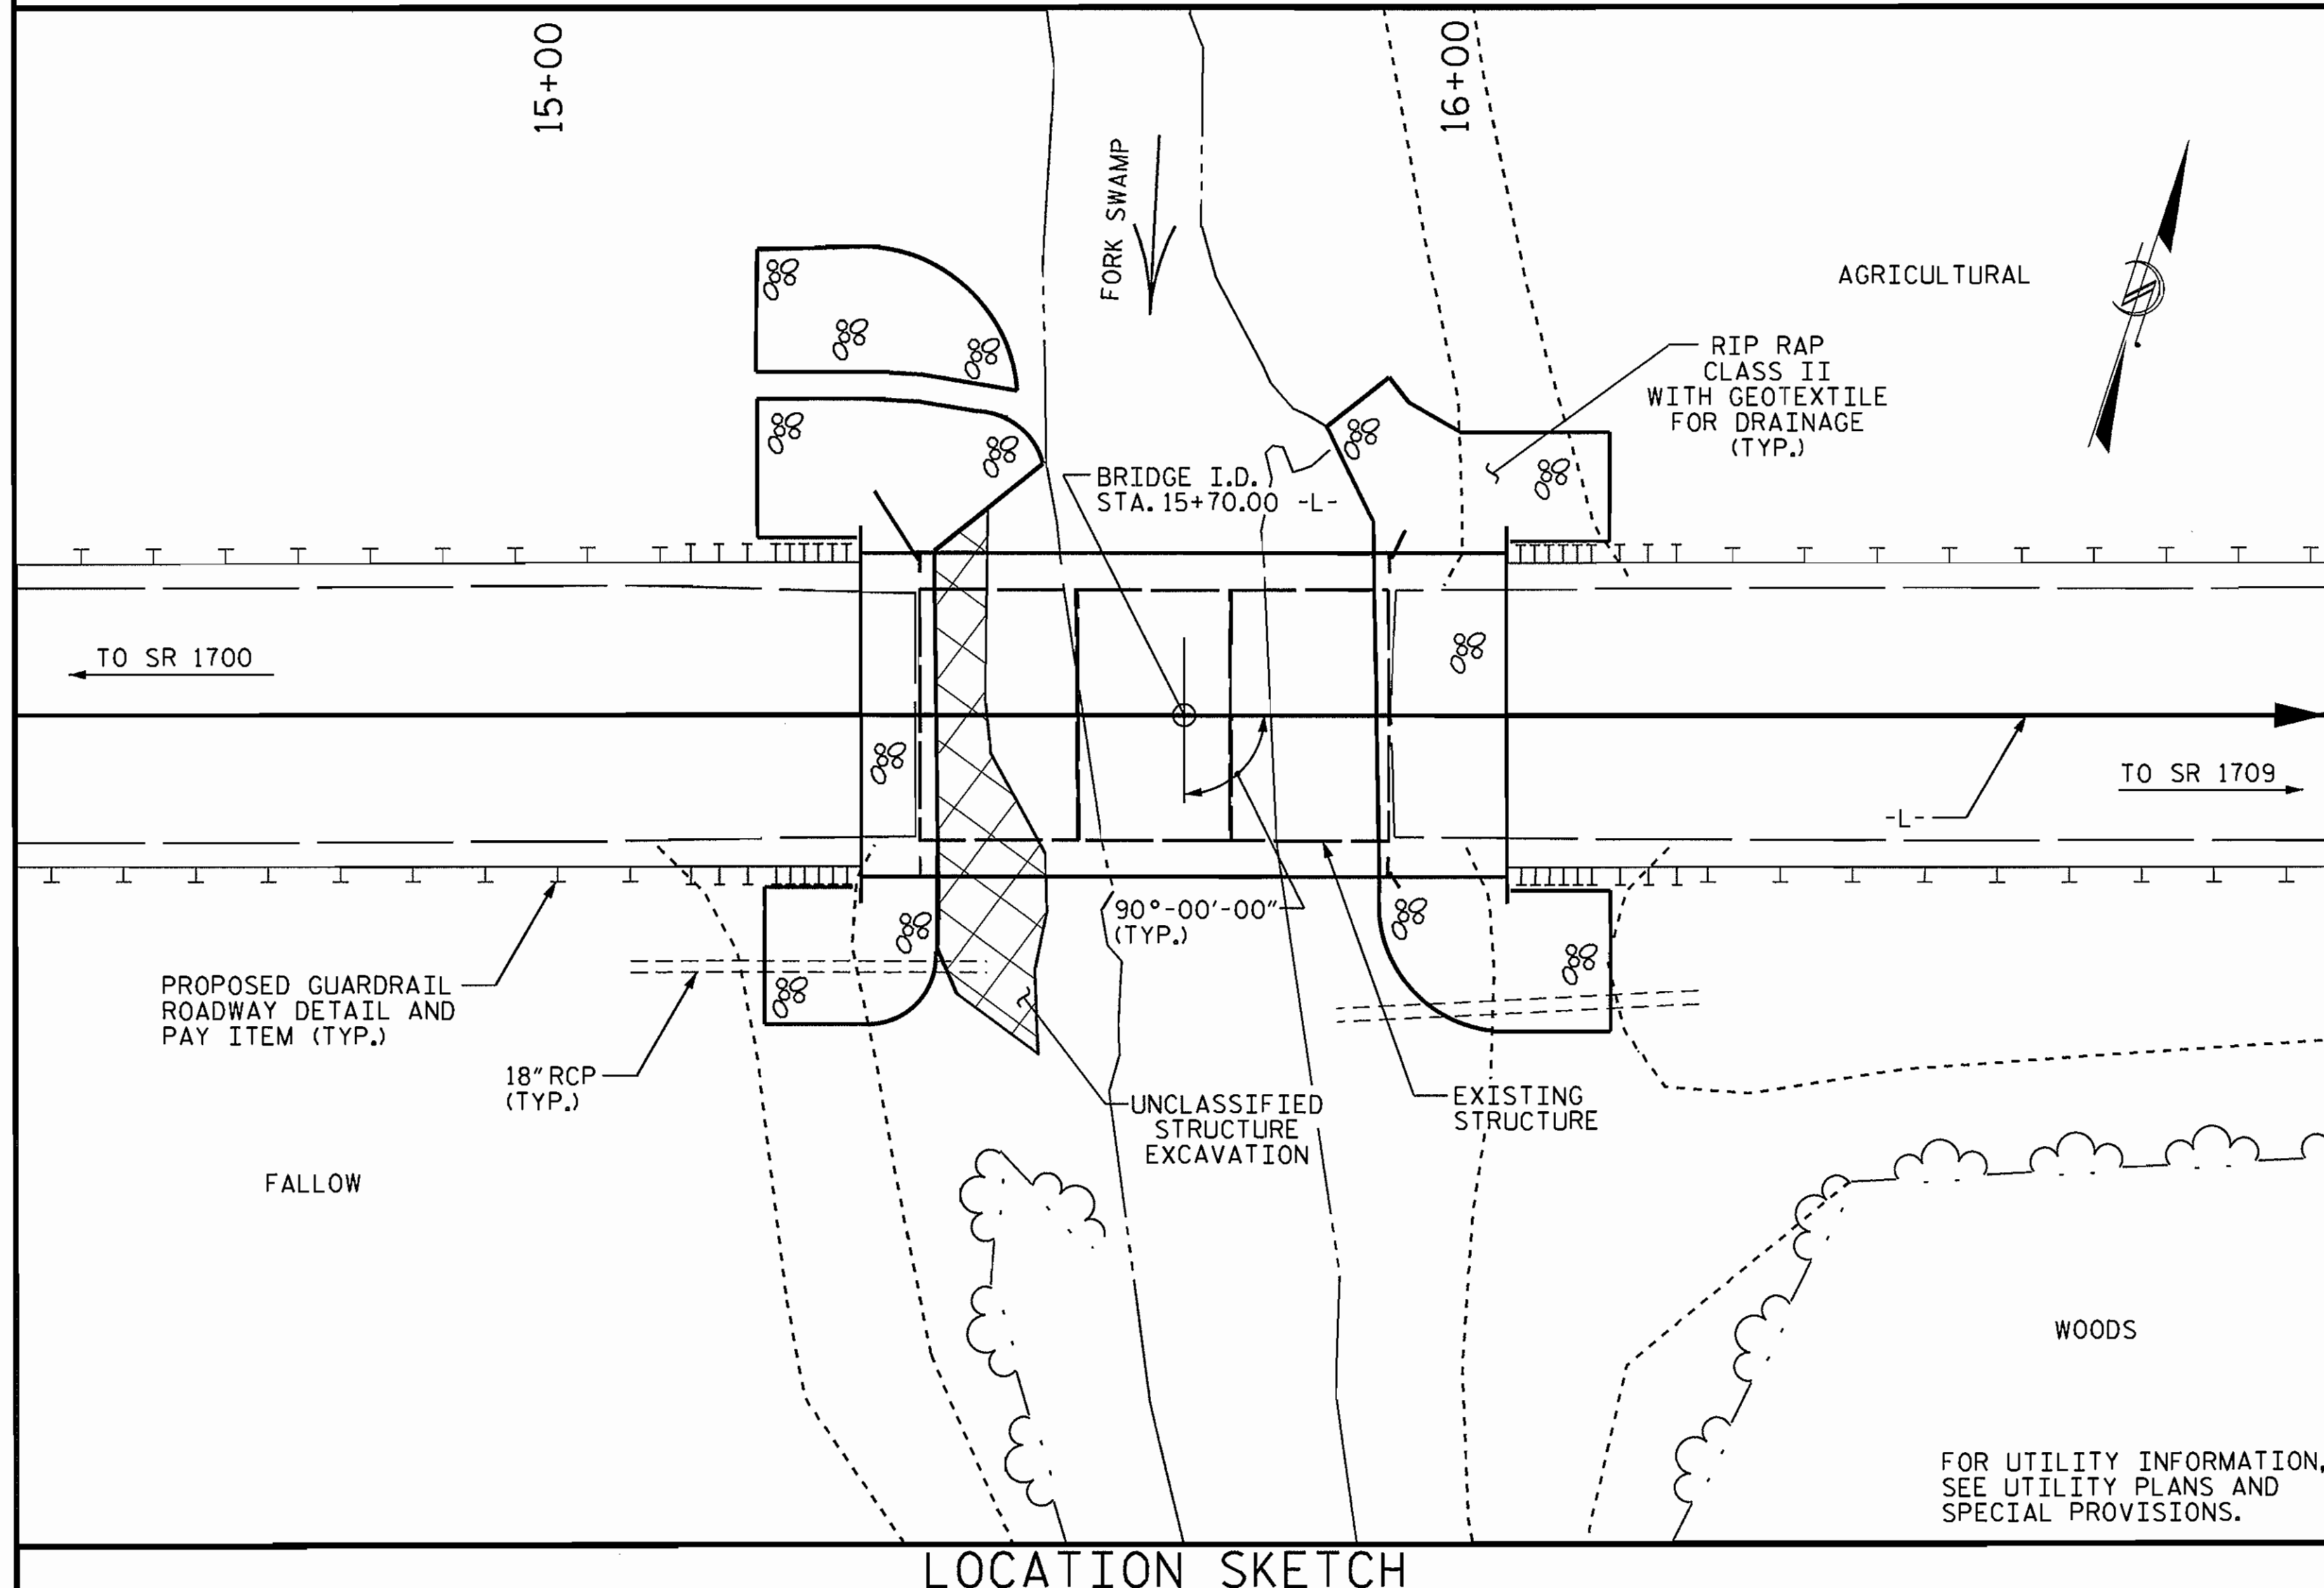 15+00
16+00
FORK SWAMP
AGRICULTURAL
RIP RAP
CLASS II
WITH GEOTEXTILE
FOR DRAINAGE
(TYP.)
BRIDGE I.D.
STA. 15+70.00 -L-
TO SR 1700
TO SR 1709
-L-
90°-00'-00"
(TYP.)
PROPOSED GUARDRAIL
ROADWAY DETAIL AND
PAY ITEM (TYP.)
18" RCP
(TYP.)
UNCLASSIFIED
STRUCTURE
EXCAVATION
EXISTING
STRUCTURE
FALLOW
WOODS
FOR UTILITY INFORMATION,
SEE UTILITY PLANS AND
SPECIAL PROVISIONS.
LOCATION SKETCH